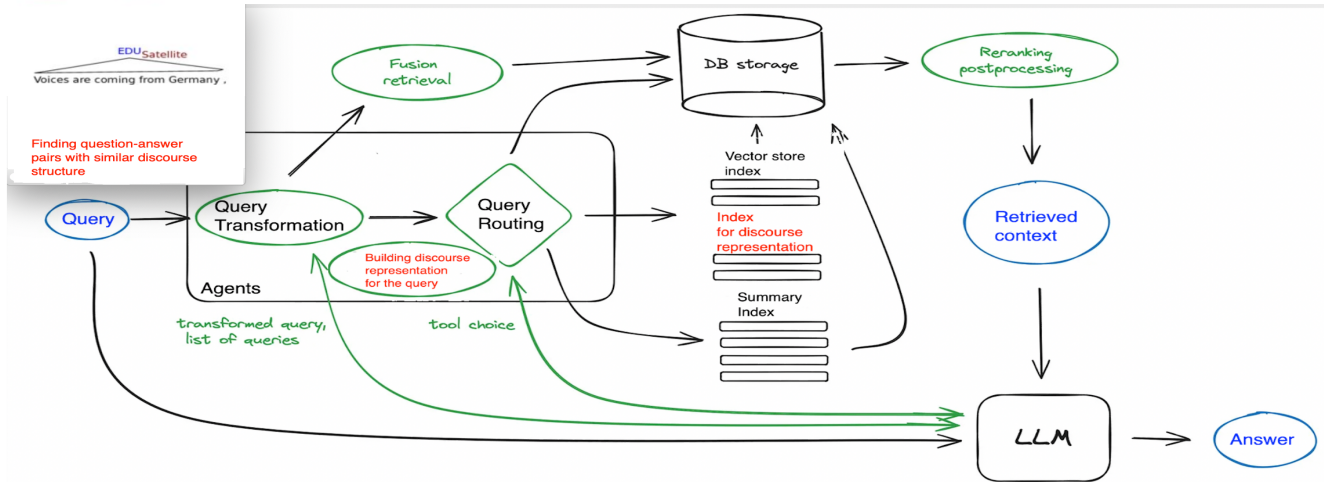 EDU Satellite
Voices are coming from Germany ,
Finding question-answer
pairs with similar discourse
structure
Fusion
retrieval
DB storage
Reranking
postprocessing
Query
Query
Transformation
Query
Routing
Building discourse
representation
for the query
Agents
Vector store
index
Index
for discourse
representation
Summary
Index
Retrieved
context
transformed query,
list of queries
tool choice
LLM
Answer